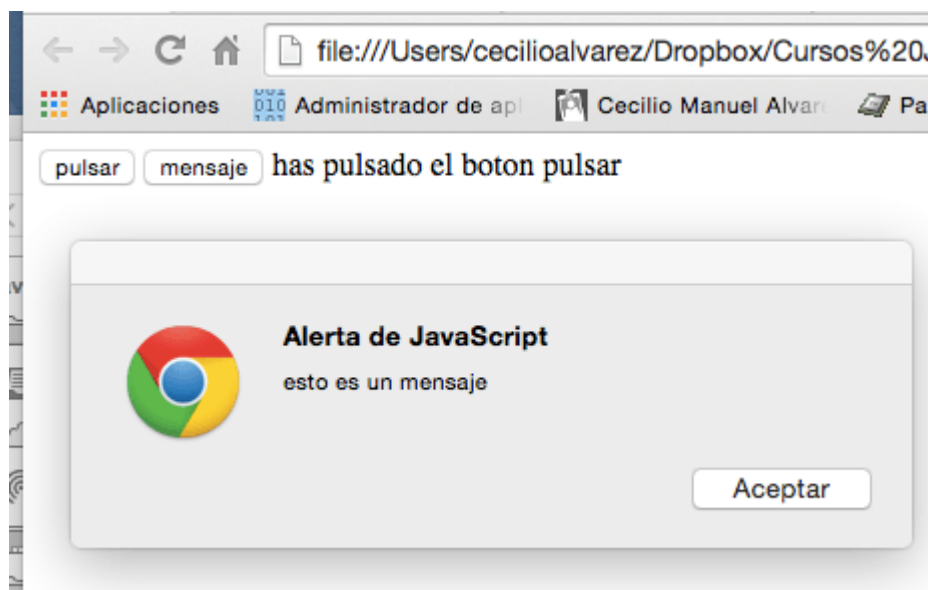 file:///Users/cecilioalvarez/Dropbox/Cursos%20J
Aplicaciones Administrador de apl Cecilio Manuel Alvar Pa
pulsar mensaje has pulsado el boton pulsar
Alerta de JavaScript
esto es un mensaje
Aceptar